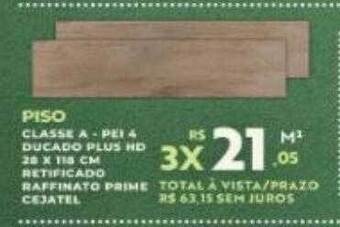 PISO
CLASSE A - PEI 4
DUCADO PLUS HD
28 X 118 CM
RETIFICADO
RAFFINATO PRIME
CEJATEL
3X R$ 21,05 M²
TOTAL À VISTA/PRAZO
R$ 63,15 SEM JUROS